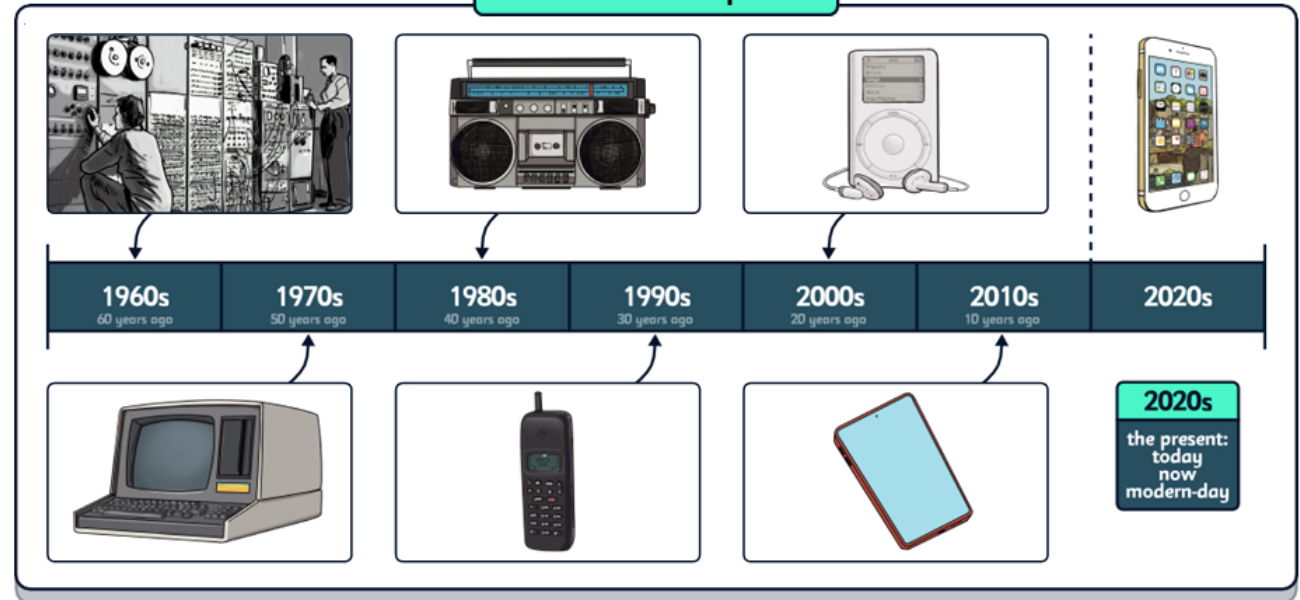 1960s
60 years ago
1970s
50 years ago
1980s
40 years ago
1990s
30 years ago
2000s
20 years ago
2010s
10 years ago
2020s
2020s
the present:
today
now
modern-day